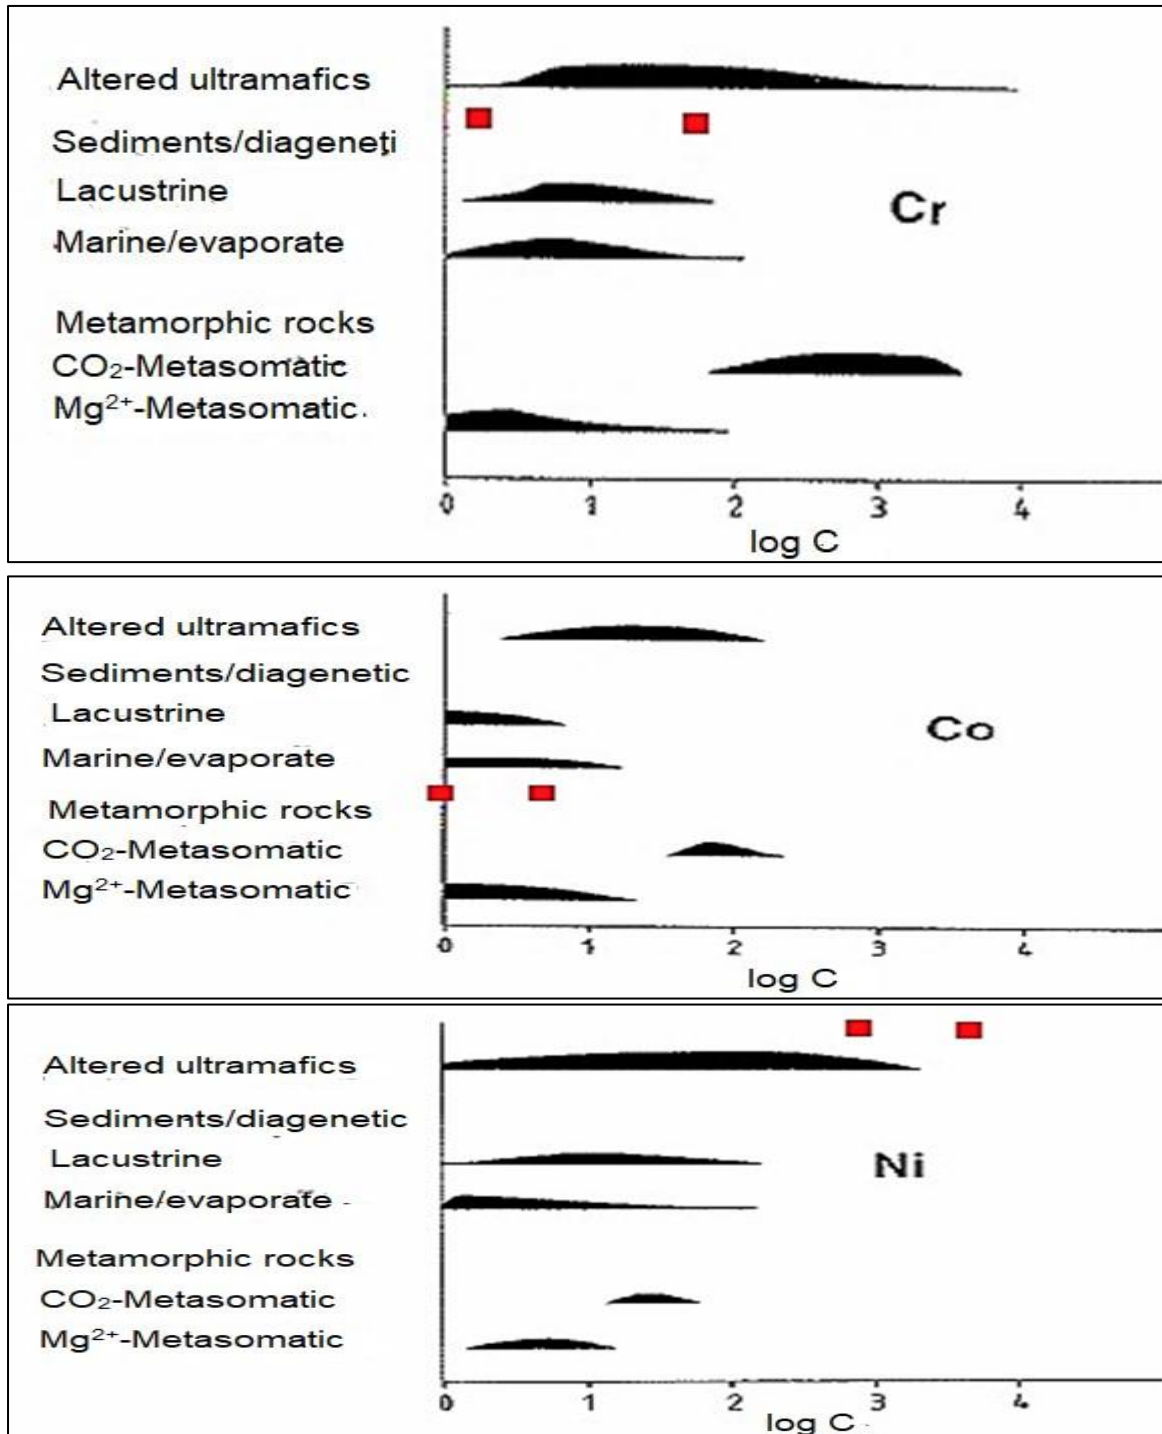 Altered ultramafics
Sediments/diageneti
Lacustrine
Marine/evaporate
Cr
Metamorphic rocks
CO₂-Metasomatic
Mg²⁺-Metasomatic
0 1 2 3 4
log C
Altered ultramafics
Sediments/diagenetic
Lacustrine
Co
Marine/evaporate
Metamorphic rocks
CO₂-Metasomatic
Mg²⁺-Metasomatic
0 1 2 3 4
log C
Altered ultramafics
Sediments/diagenetic
Lacustrine
Ni
Marine/evaporate
Metamorphic rocks
CO₂-Metasomatic
Mg²⁺-Metasomatic
0 1 2 3 4
log C